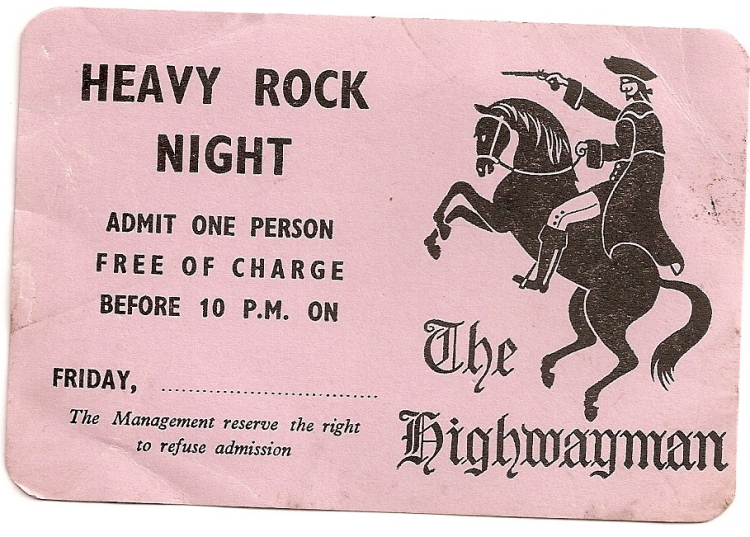 HEAVY ROCK
NIGHT
ADMIT ONE PERSON
FREE OF CHARGE
BEFORE 10 P.M. ON
FRIDAY, ......................................
The Management reserve the right
to refuse admission
The
Highwayman